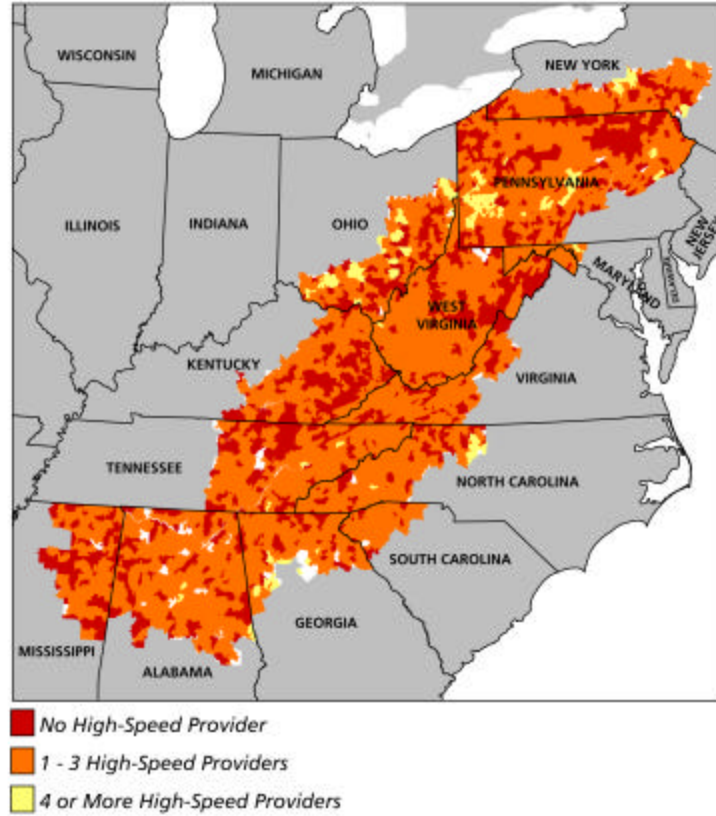 WISCONSIN
MICHIGAN
NEW YORK
PENNSYLVANIA
ILLINOIS
INDIANA
OHIO
NEW
JERSEY
MARYLAND
DELAWARE
WEST
VIRGINIA
KENTUCKY
VIRGINIA
TENNESSEE
NORTH CAROLINA
SOUTH CAROLINA
GEORGIA
MISSISSIPPI
ALABAMA
No High-Speed Provider
1 - 3 High-Speed Providers
4 or More High-Speed Providers